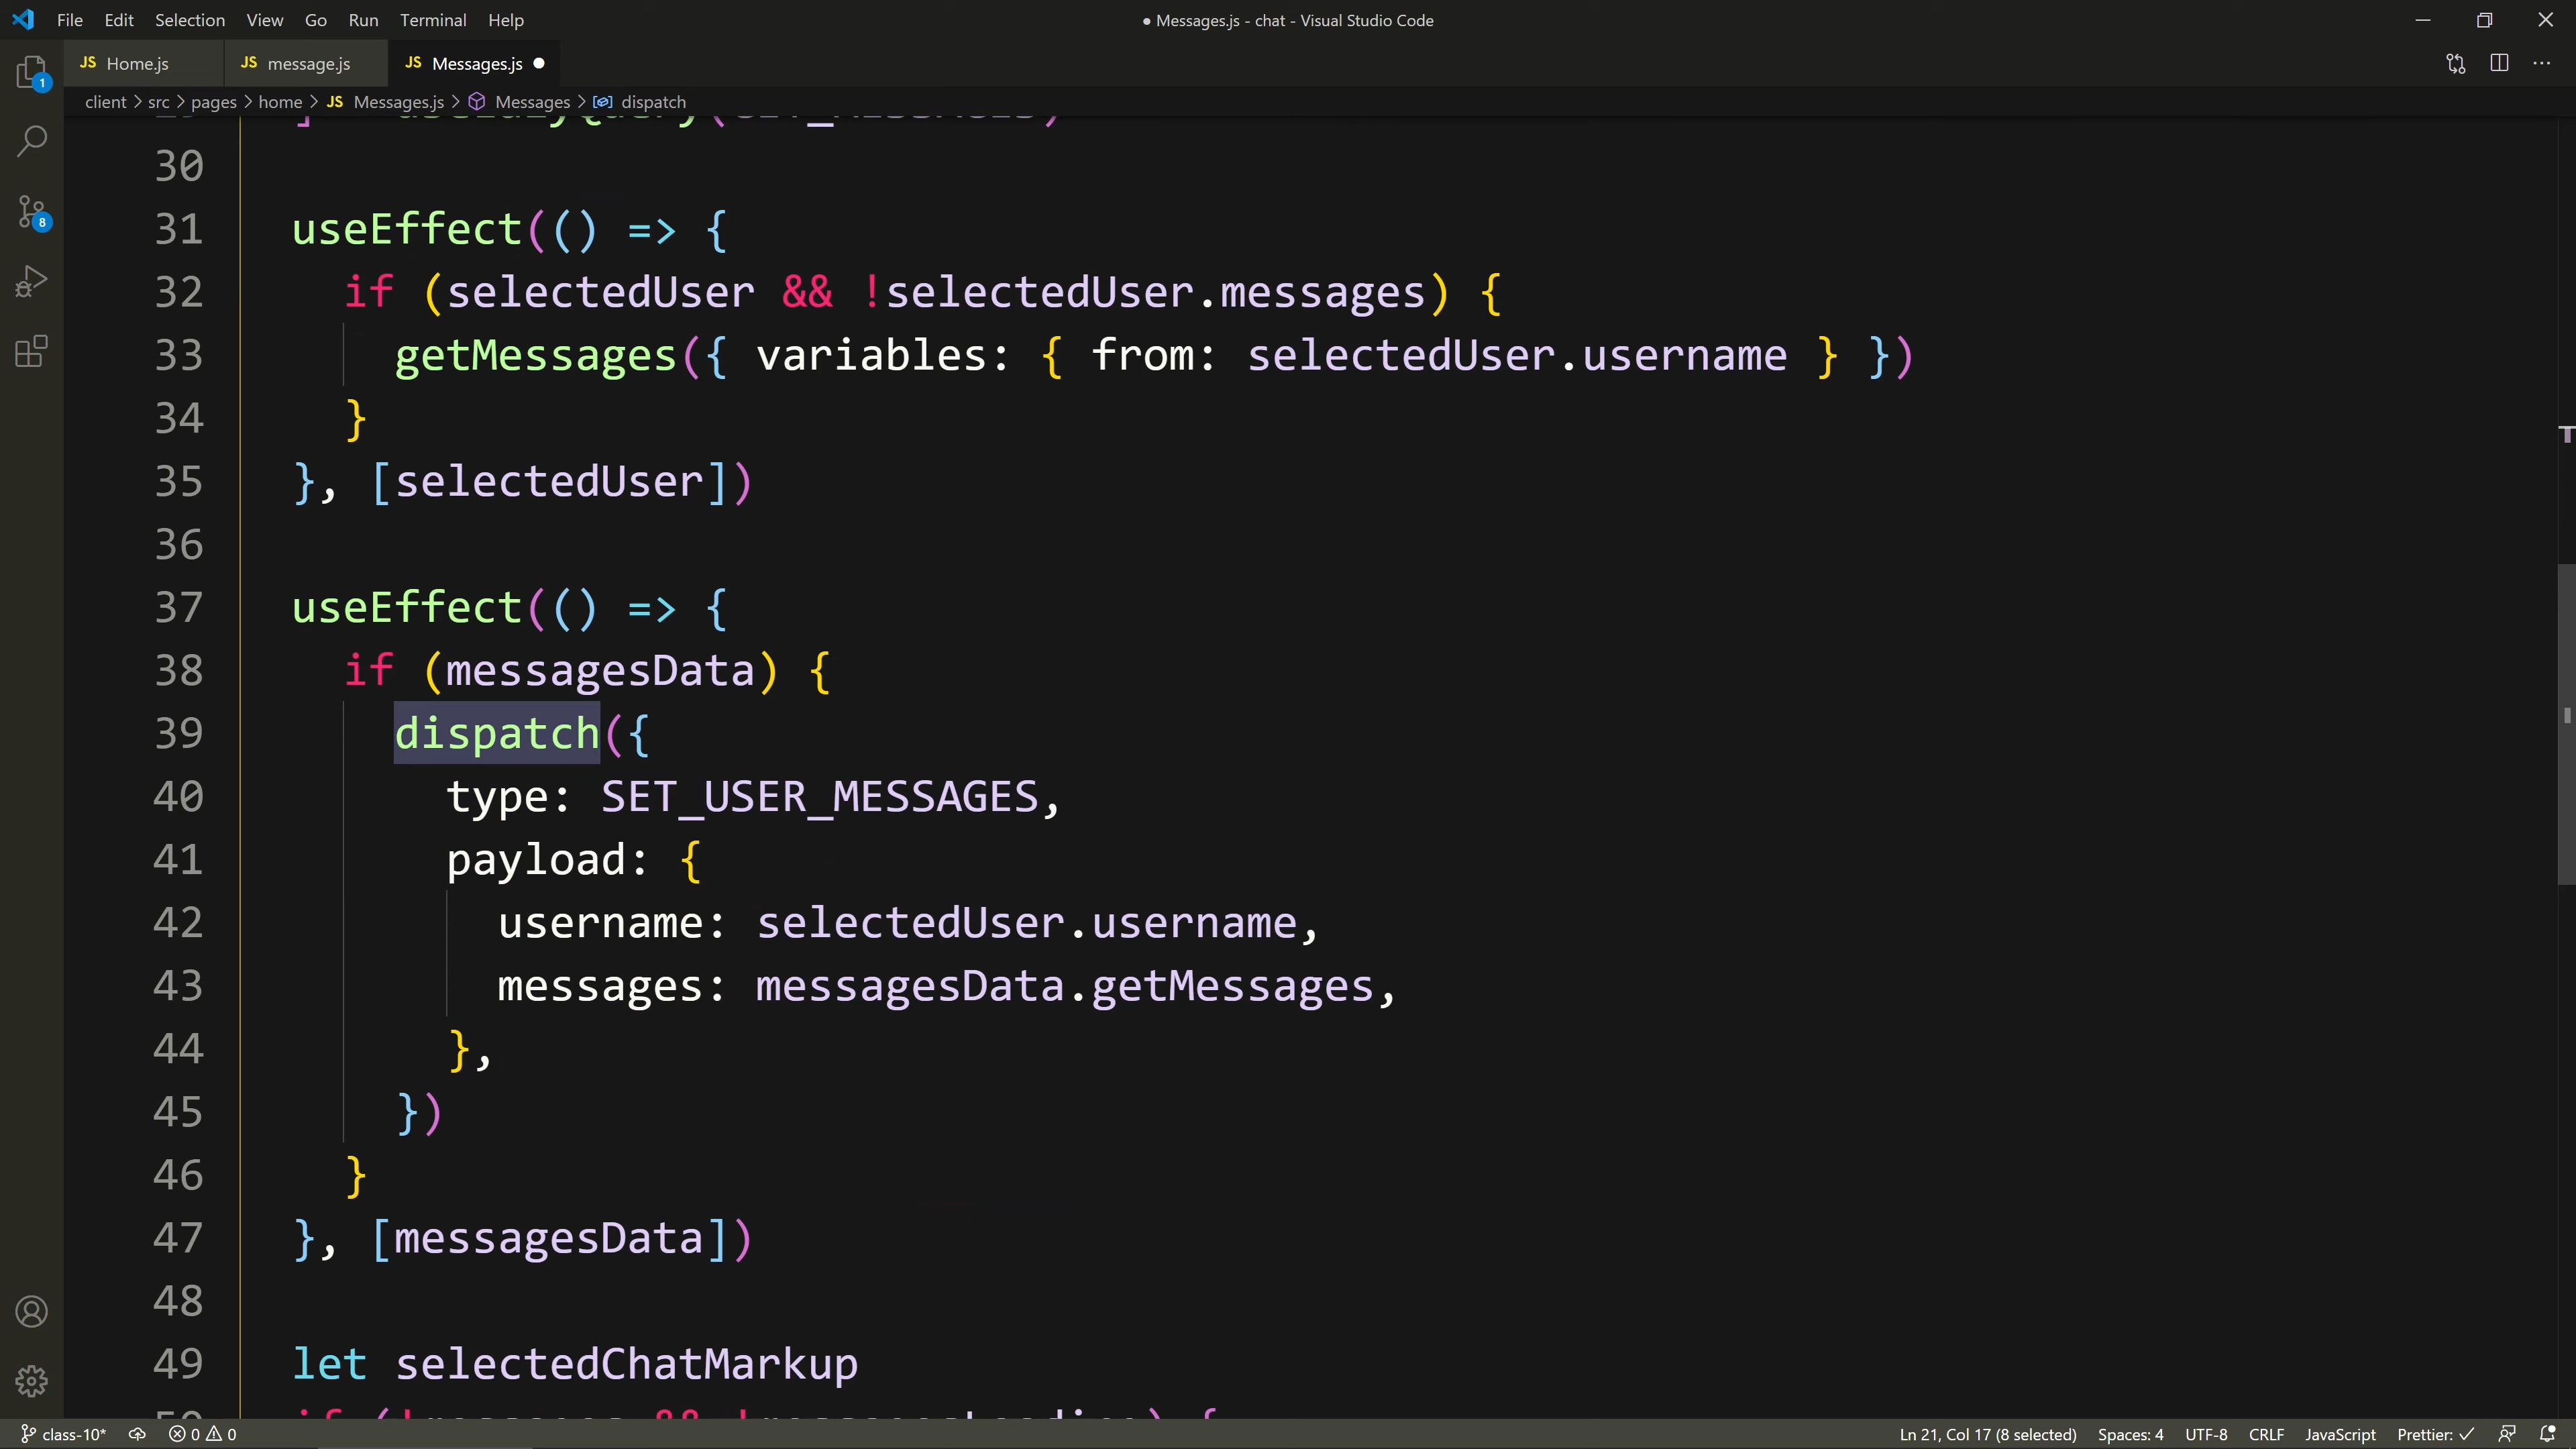 File Edit Selection View Go Run Terminal Help
● Messages.js - chat - Visual Studio Code
JS Home.js
JS message.js
JS Messages.js
client > src > pages > home > JS Messages.js > Messages > dispatch
30
31 useEffect(() => {
32 if (selectedUser && !selectedUser.messages) {
33 getMessages({ variables: { from: selectedUser.username } })
34 }
35 }, [selectedUser])
36
37 useEffect(() => {
38 if (messagesData) {
39 dispatch({
40 type: SET_USER_MESSAGES,
41 payload: {
42 username: selectedUser.username,
43 messages: messagesData.getMessages,
44 },
45 })
46 }
47 }, [messagesData])
48
49 let selectedChatMarkup
1
8
class-10* 0 0
Ln 21, Col 17 (8 selected) Spaces: 4 UTF-8 CRLF JavaScript Prettier: ✓